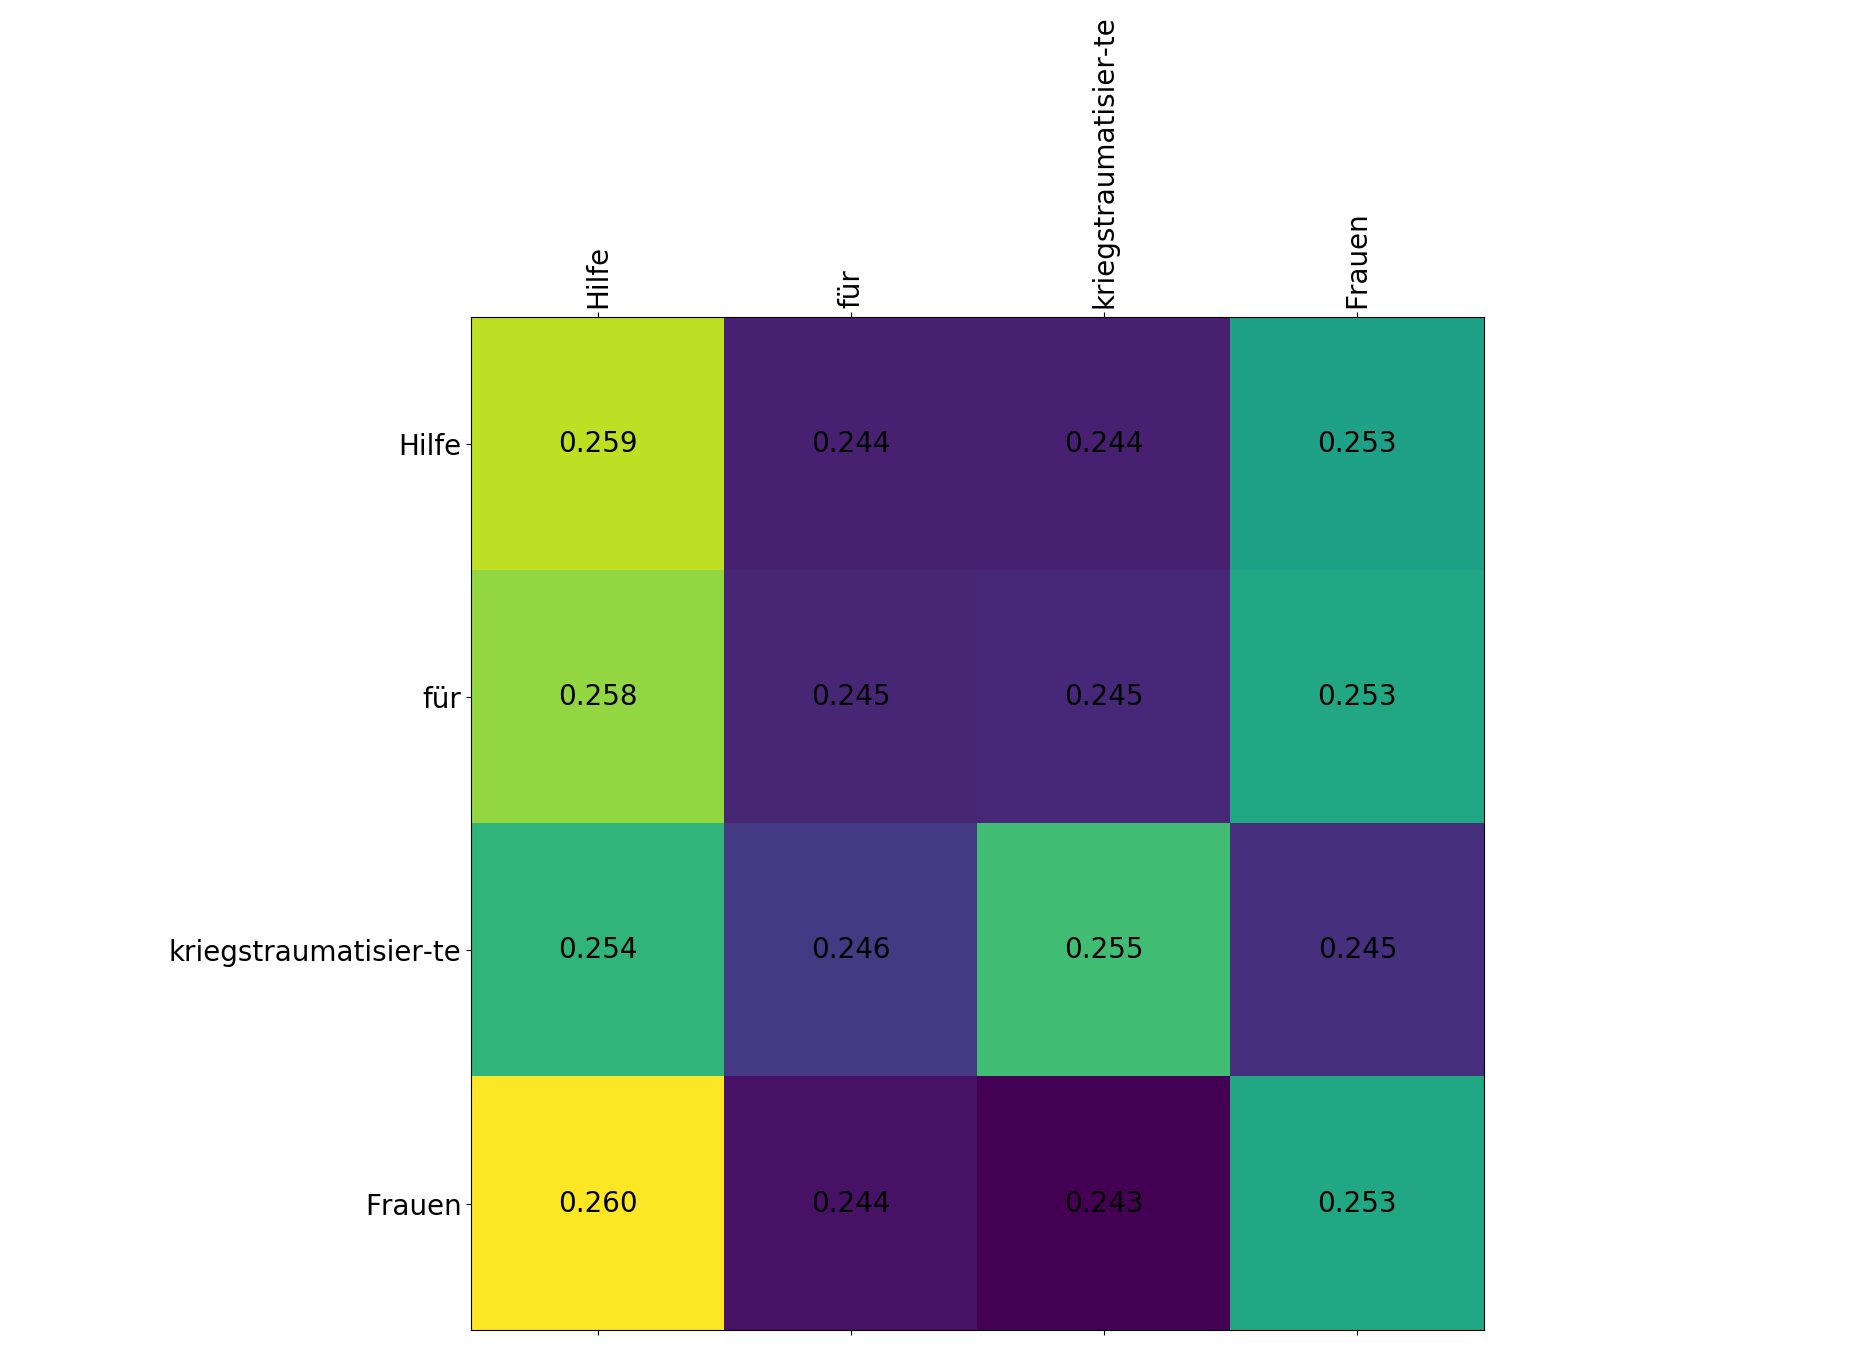 Hilfe für kriegstraumatisier-te Frauen
Hilfe 0.259 0.244 0.244 0.253
für 0.258 0.245 0.245 0.253
kriegstraumatisier-te 0.254 0.246 0.255 0.245
Frauen 0.260 0.244 0.243 0.253